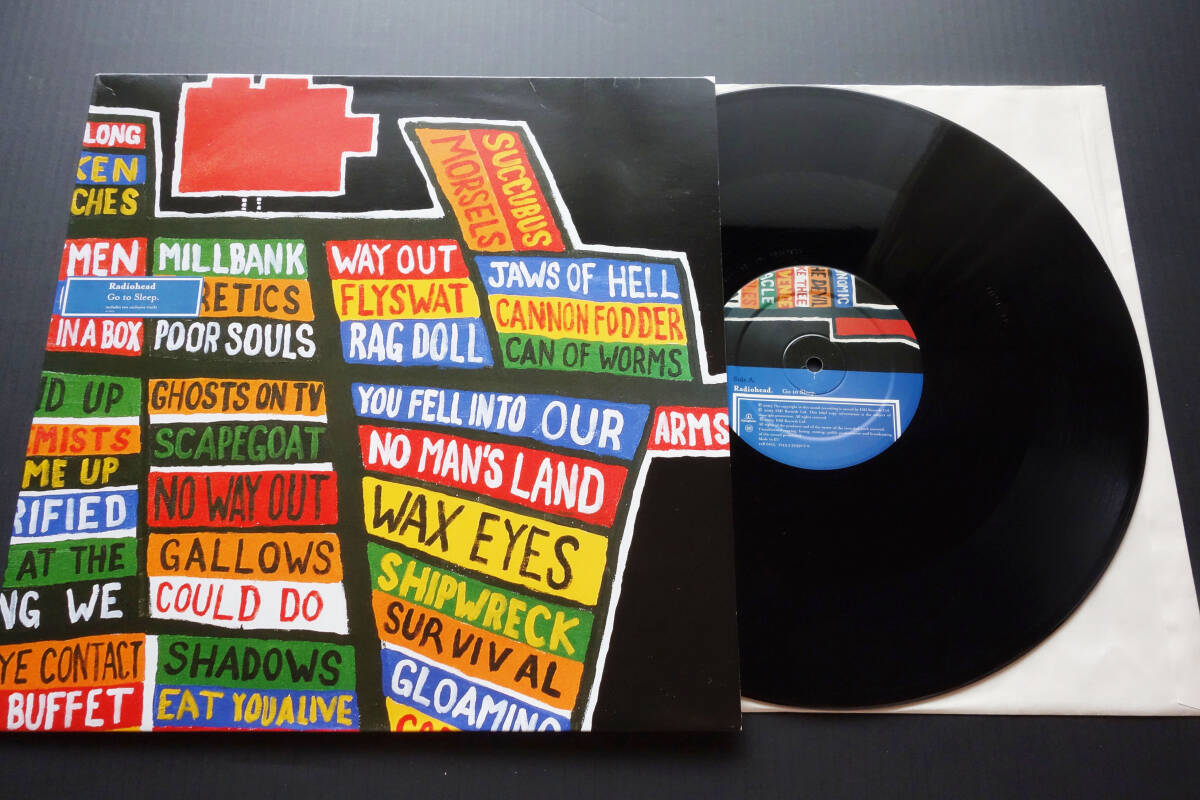 LONG
KEN
CHES
MEN
Radiohead
Go to Sleep.
IN A BOX
D UP
MISTS
ME UP
RIFIED
AT THE
NG WE
YE CONTACT
BUFFET
MILLBANK
RETICS
POOR SOULS
GHOSTS ON TV
SCAPEGOAT
NO WAY OUT
GALLOWS
COULD DO
SHADOWS
EAT YOU ALIVE
WAY OUT
FLYSWAT
RAG DOLL
SUCCUBUS
MORSELS
JAWS OF HELL
CANNON FODDER
CAN OF WORMS
YOU FELL INTO OUR
ARMS
NO MAN'S LAND
WAX EYES
SHIPWRECK
SURVIVAL
GLOAMING
Side A.
Radiohead. Go to Sleep